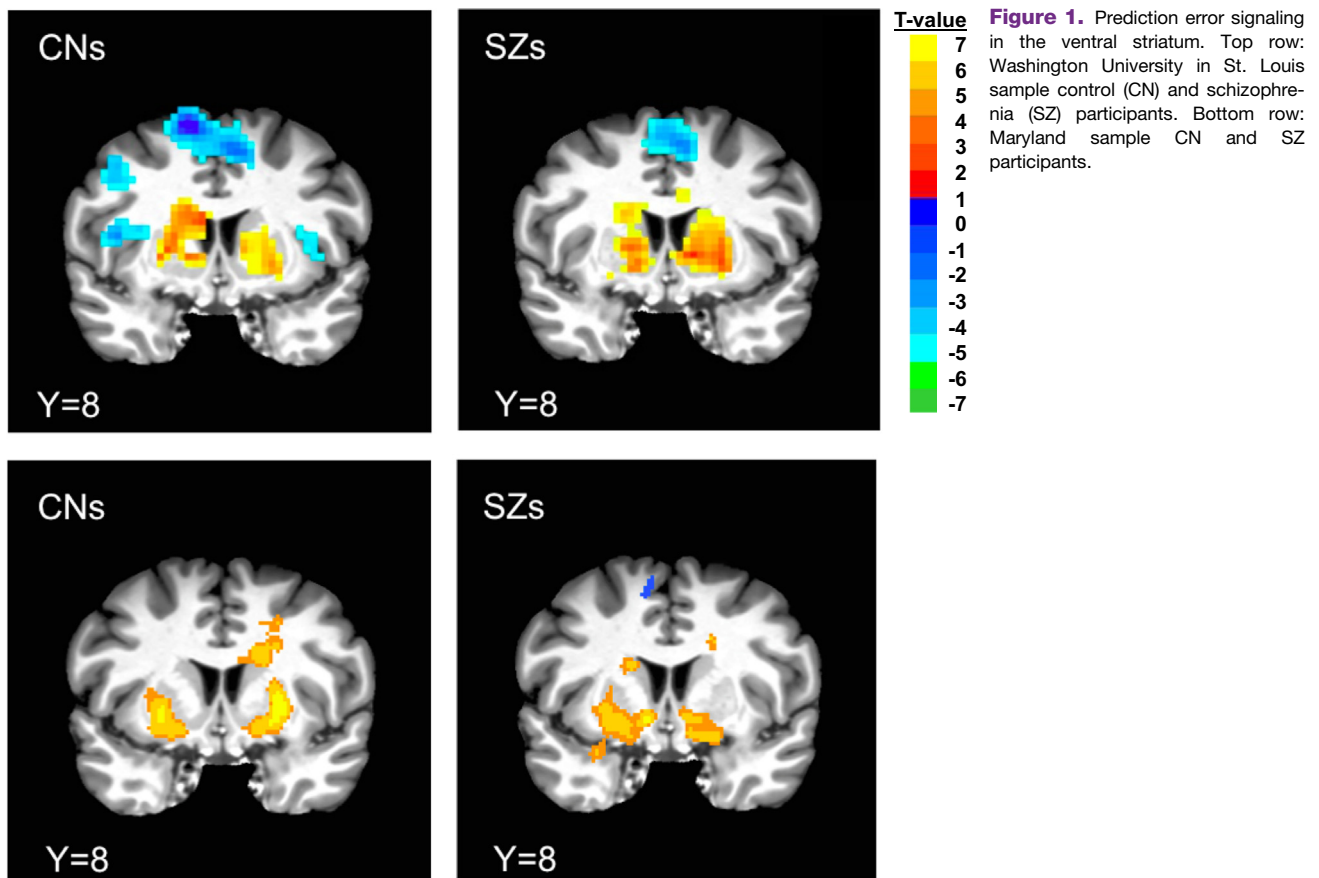 CNs
Y=8
SZs
Y=8
T-value
7
6
5
4
3
2
1
0
-1
-2
-3
-4
-5
-6
-7
Figure 1. Prediction error signaling
in the ventral striatum. Top row:
Washington University in St. Louis
sample control (CN) and schizophre-
nia (SZ) participants. Bottom row:
Maryland sample CN and SZ
participants.
CNs
Y=8
SZs
Y=8